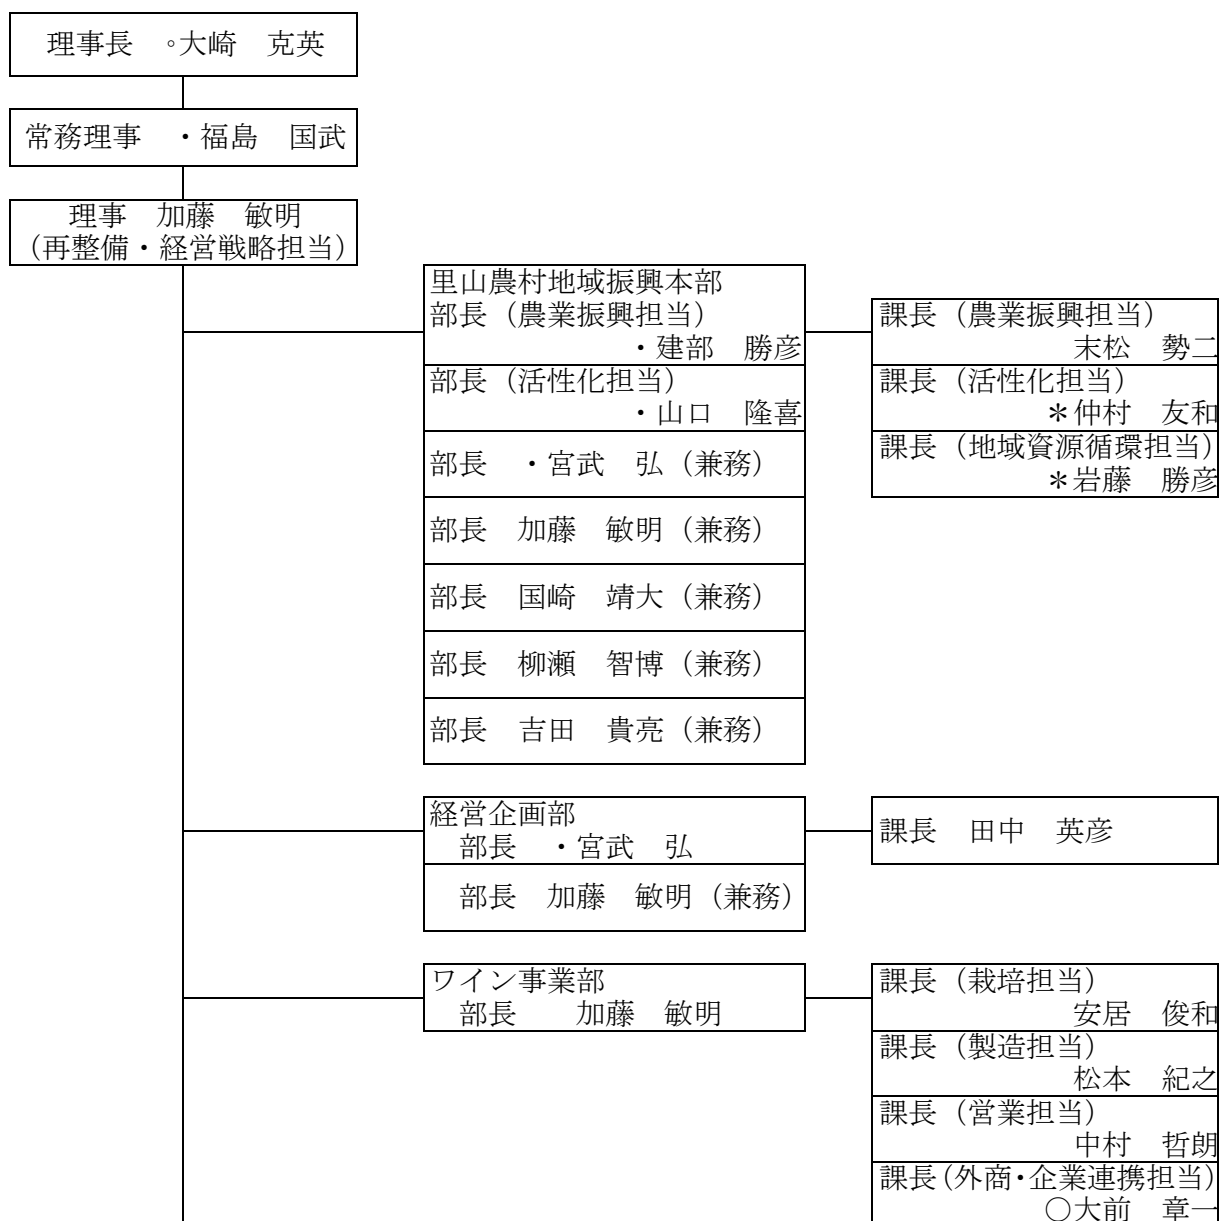 理事長　◦大崎　克英
常務理事　・福島　国武
理事　加藤　敏明
（再整備・経営戦略担当）
里山農村地域振興本部
部長（農業振興担当）
・建部　勝彦
部長（活性化担当）
・山口　隆喜
部長　・宮武　弘（兼務）
部長　加藤　敏明（兼務）
部長　国崎　靖大（兼務）
部長　柳瀬　智博（兼務）
部長　吉田　貴亮（兼務）
課長（農業振興担当）
末松　勢二
課長（活性化担当）
＊仲村　友和
課長（地域資源循環担当）
＊岩藤　勝彦
経営企画部
部長　・宮武　弘
部長　加藤　敏明（兼務）
課長　田中　英彦
ワイン事業部
部長　　加藤　敏明
課長（栽培担当）
安居　俊和
課長（製造担当）
松本　紀之
課長（営業担当）
中村　哲朗
課長（外商・企業連携担当）
○大前　章一